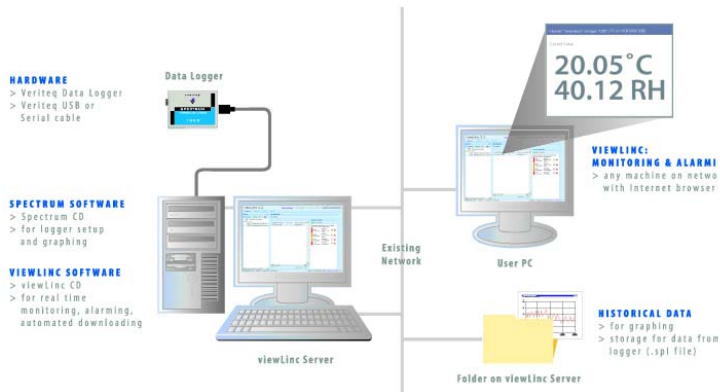 HARDWARE
> Veriteq Data Logger
> Veriteq USB or
Serial cable
Data Logger
SPECTRUM
20.05°C
40.12 RH
VIEWLINC:
MONITORING & ALARMI
> any machine on netwo
with Internet browser
SPECTRUM SOFTWARE
> Spectrum CD
> for logger setup
and graphing
VIEWLINC SOFTWARE
> viewLinc CD
> for real time
monitoring, alarming,
automated downloading
Existing
Network
User PC
viewLinc Server
HISTORICAL DATA
> for graphing
> storage for data from
logger (.spl file)
Folder on viewLinc Server